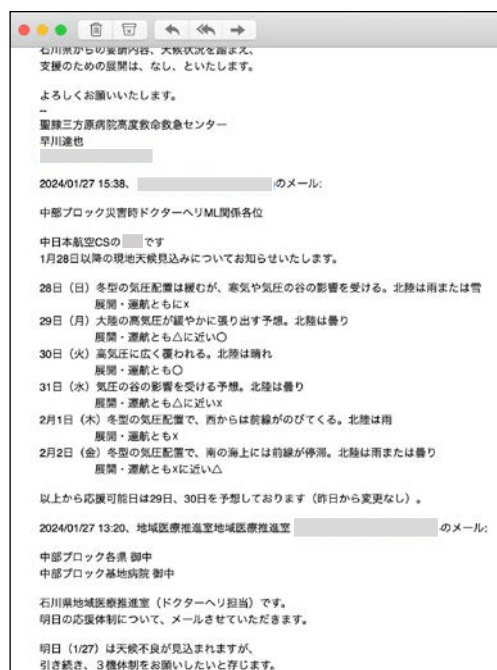 石川県からの要請内容、天候状況を踏まえ、
支援のための展開は、なし、といたします。
よろしくお願いいたします。
--
聖隷三方原病院高度救命救急センター
早川達也
2024/01/27 15:38、 のメール:
中部ブロック災害時ドクターヘリML関係各位
中日本航空CSの です
1月28日以降の現地天候見込みについてお知らせいたします。
28日（日）冬型の気圧配置は緩むが、寒気や気圧の谷の影響を受ける。北陸は雨または雪
展開・運航ともにx
29日（月）大陸の高気圧が緩やかに張り出す予想。北陸は曇り
展開・運航とも△に近い○
30日（火）高気圧に広く覆われる。北陸は晴れ
展開・運航とも○
31日（水）気圧の谷の影響を受ける予想。北陸は曇り
展開・運航とも△に近いx
2月1日（木）冬型の気圧配置で、西からは前線がのびてくる。北陸は雨
展開・運航ともx
2月2日（金）冬型の気圧配置で、南の海上には前線が停滞。北陸は雨または曇り
展開・運航ともxに近い△
以上から応援可能日は29日、30日を予想しております（昨日から変更なし）。
2024/01/27 13:20、地域医療推進室地域医療推進室 のメール:
中部ブロック各県 御中
中部ブロック基地病院 御中
石川県地域医療推進室（ドクターヘリ担当）です。
明日の応援体制について、メールさせていただきます。
明日（1/27）は天候不良が見込まれますが、
引き続き、３機体制をお願いしたいと存じます。